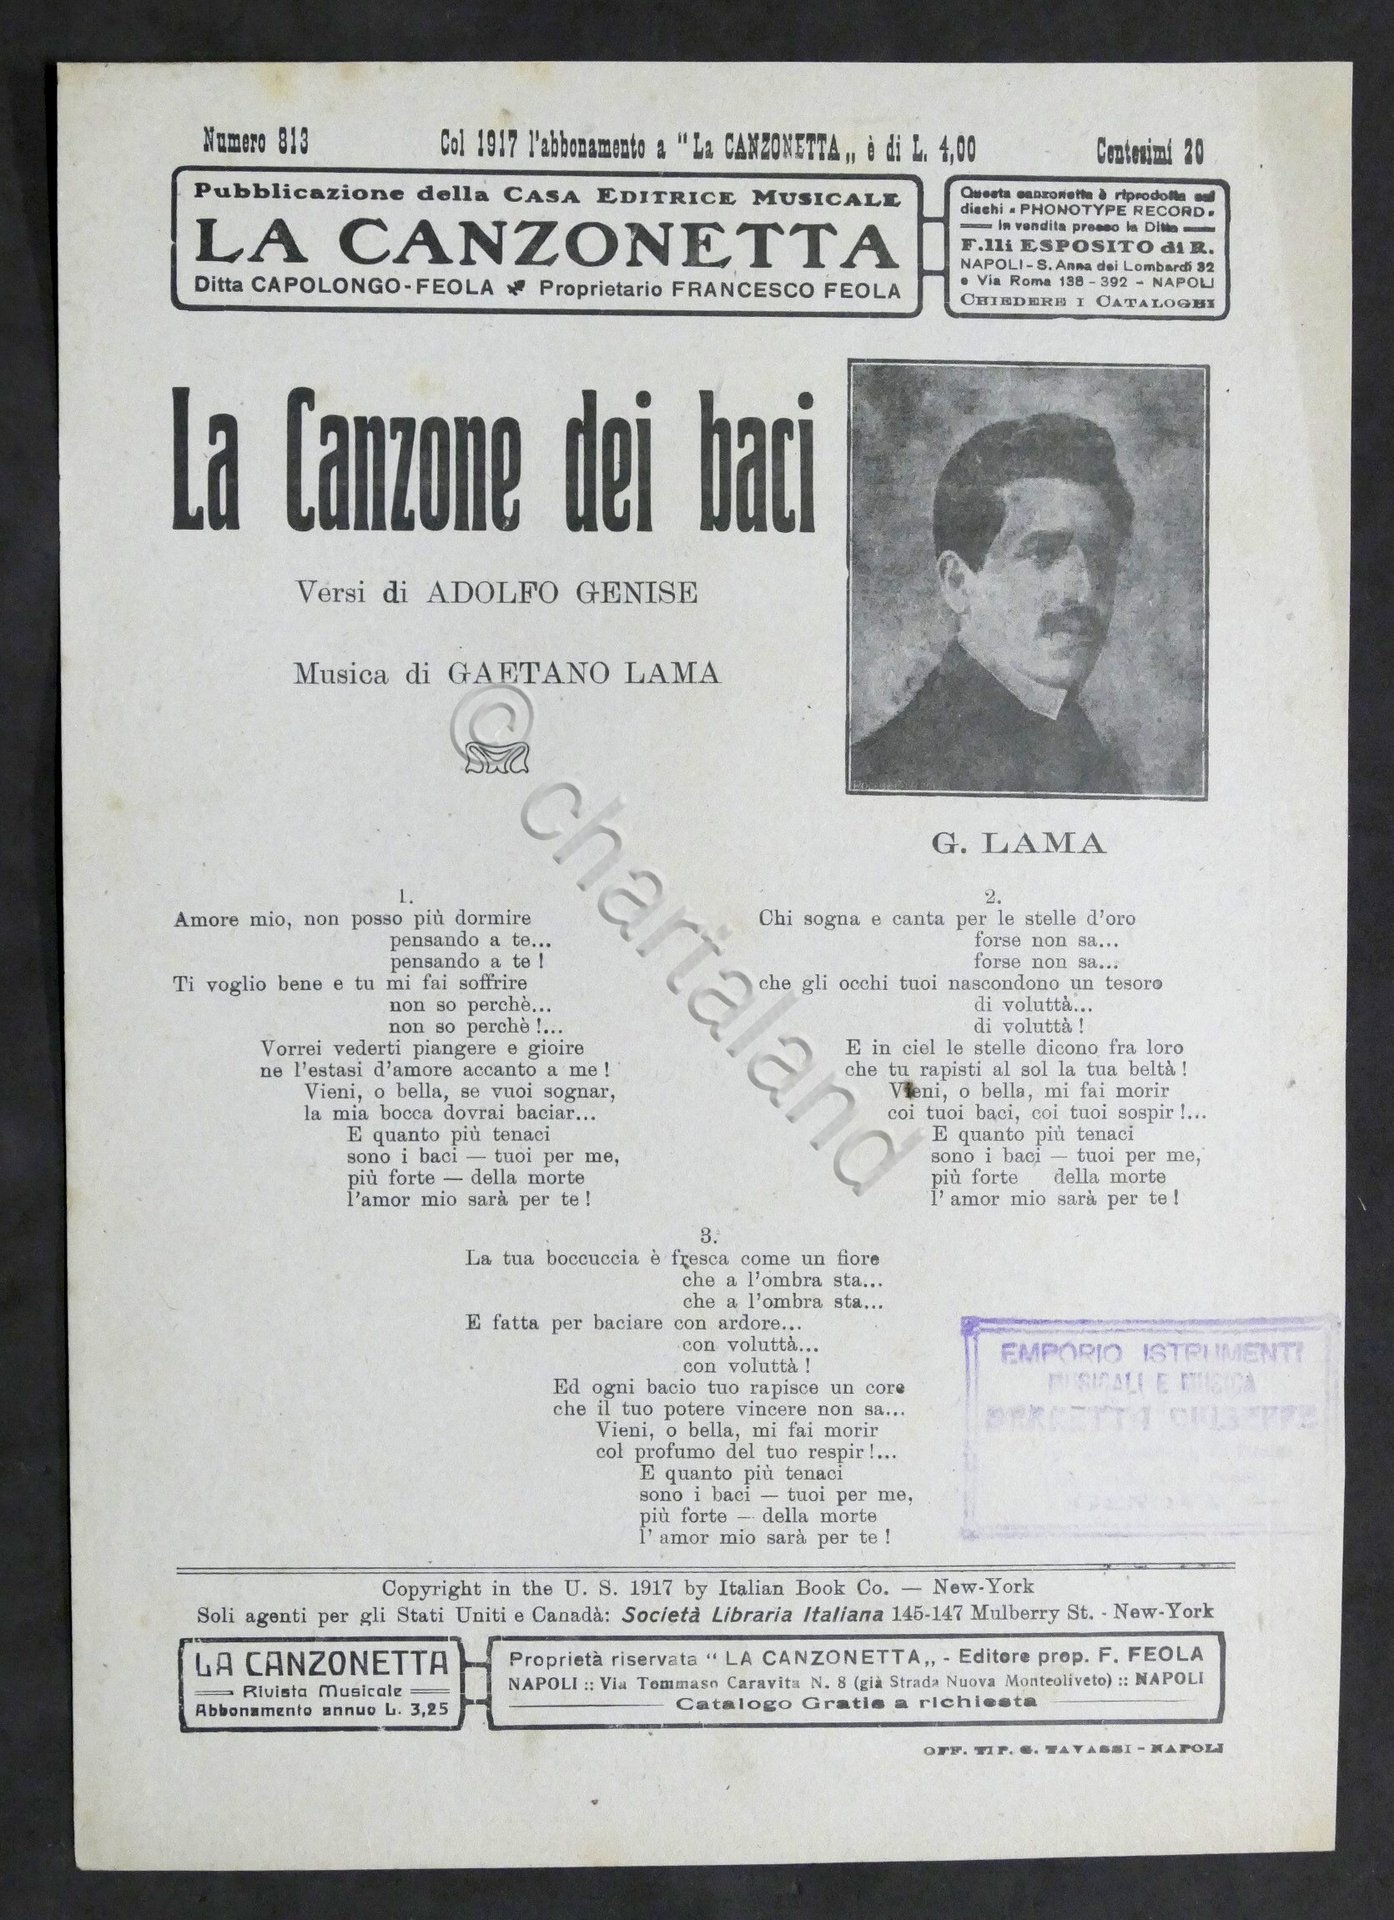 Numero 813
Col 1917 l'abbonamento a "La CANZONETTA„ è di L. 4,00
Centesimi 20
Pubblicazione della CASA EDITRICE MUSICALE
LA CANZONETTA
Ditta CAPOLONGO-FEOLA Proprietario FRANCESCO FEOLA
Questa canzonetta è riprodotta sui
dischi «PHONOTYPE RECORD»
In vendita presso la Ditta
F.lli ESPOSITO di R.
NAPOLI - S. Anna dei Lombardi 32
e Via Roma 138 - 392 - NAPOLI
CHIEDERE I CATALOGHI
La Canzone dei baci
Versi di ADOLFO GENISE
Musica di GAETANO LAMA
G. LAMA
1.
Amore mio, non posso più dormire
pensando a te...
pensando a te !
Ti voglio bene e tu mi fai soffrire
non so perchè...
non so perchè !...
Vorrei vederti piangere e gioire
ne l'estasi d'amore accanto a me !
Vieni, o bella, se vuoi sognar,
la mia bocca dovrai baciar...
E quanto più tenaci
sono i baci — tuoi per me,
più forte — della morte
l'amor mio sarà per te !
2.
Chi sogna e canta per le stelle d'oro
forse non sa...
forse non sa...
che gli occhi tuoi nascondono un tesoro
di voluttà...
di voluttà !
E in ciel le stelle dicono fra loro
che tu rapisti al sol la tua beltà !
Vieni, o bella, mi fai morir
coi tuoi baci, coi tuoi sospir !...
E quanto più tenaci
sono i baci — tuoi per me,
più forte della morte
l' amor mio sarà per te !
3.
La tua boccuccia è fresca come un fiore
che a l'ombra sta...
che a l'ombra sta...
E fatta per baciare con ardore...
con voluttà...
con voluttà !
Ed ogni bacio tuo rapisce un core
che il tuo potere vincere non sa...
Vieni, o bella, mi fai morir
col profumo del tuo respir !...
E quanto più tenaci
sono i baci — tuoi per me,
più forte — della morte
l' amor mio sarà per te !
EMPORIO ISTRUMENTI
MUSICALI E MUSICA
Copyright in the U. S. 1917 by Italian Book Co. — New-York
Soli agenti per gli Stati Uniti e Canadà: Società Libraria Italiana 145-147 Mulberry St. - New-York
LA CANZONETTA
Rivista Musicale
Abbonamento annuo L. 3,25
Proprietà riservata "LA CANZONETTA„ - Editore prop. F. FEOLA
NAPOLI :: Via Tommaso Caravita N. 8 (già Strada Nuova Monteoliveto) :: NAPOLI
Catalogo Gratis a richiesta
OFF. TIP. G. TAVASSI - NAPOLI
© chartaland